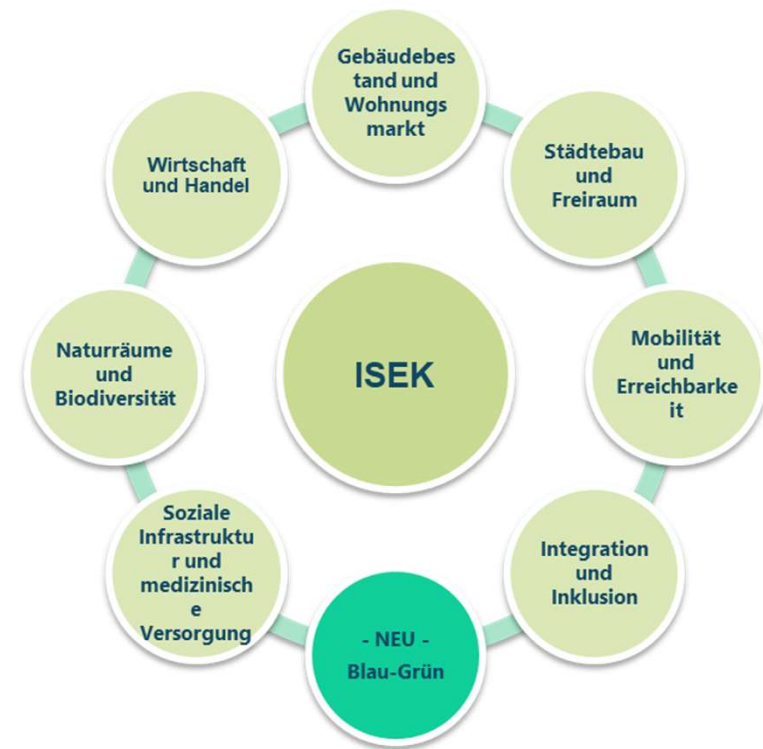 Gebäudebes
tand und
Wohnungs
markt
Städtebau
und
Freiraum
Mobilität
und
Erreichbarke
it
Integration
und
Inklusion
- NEU -
Blau-Grün
Soziale
Infrastruktu
r und
medizinisch
e
Versorgung
Naturräume
und
Biodiversität
Wirtschaft
und Handel
ISEK